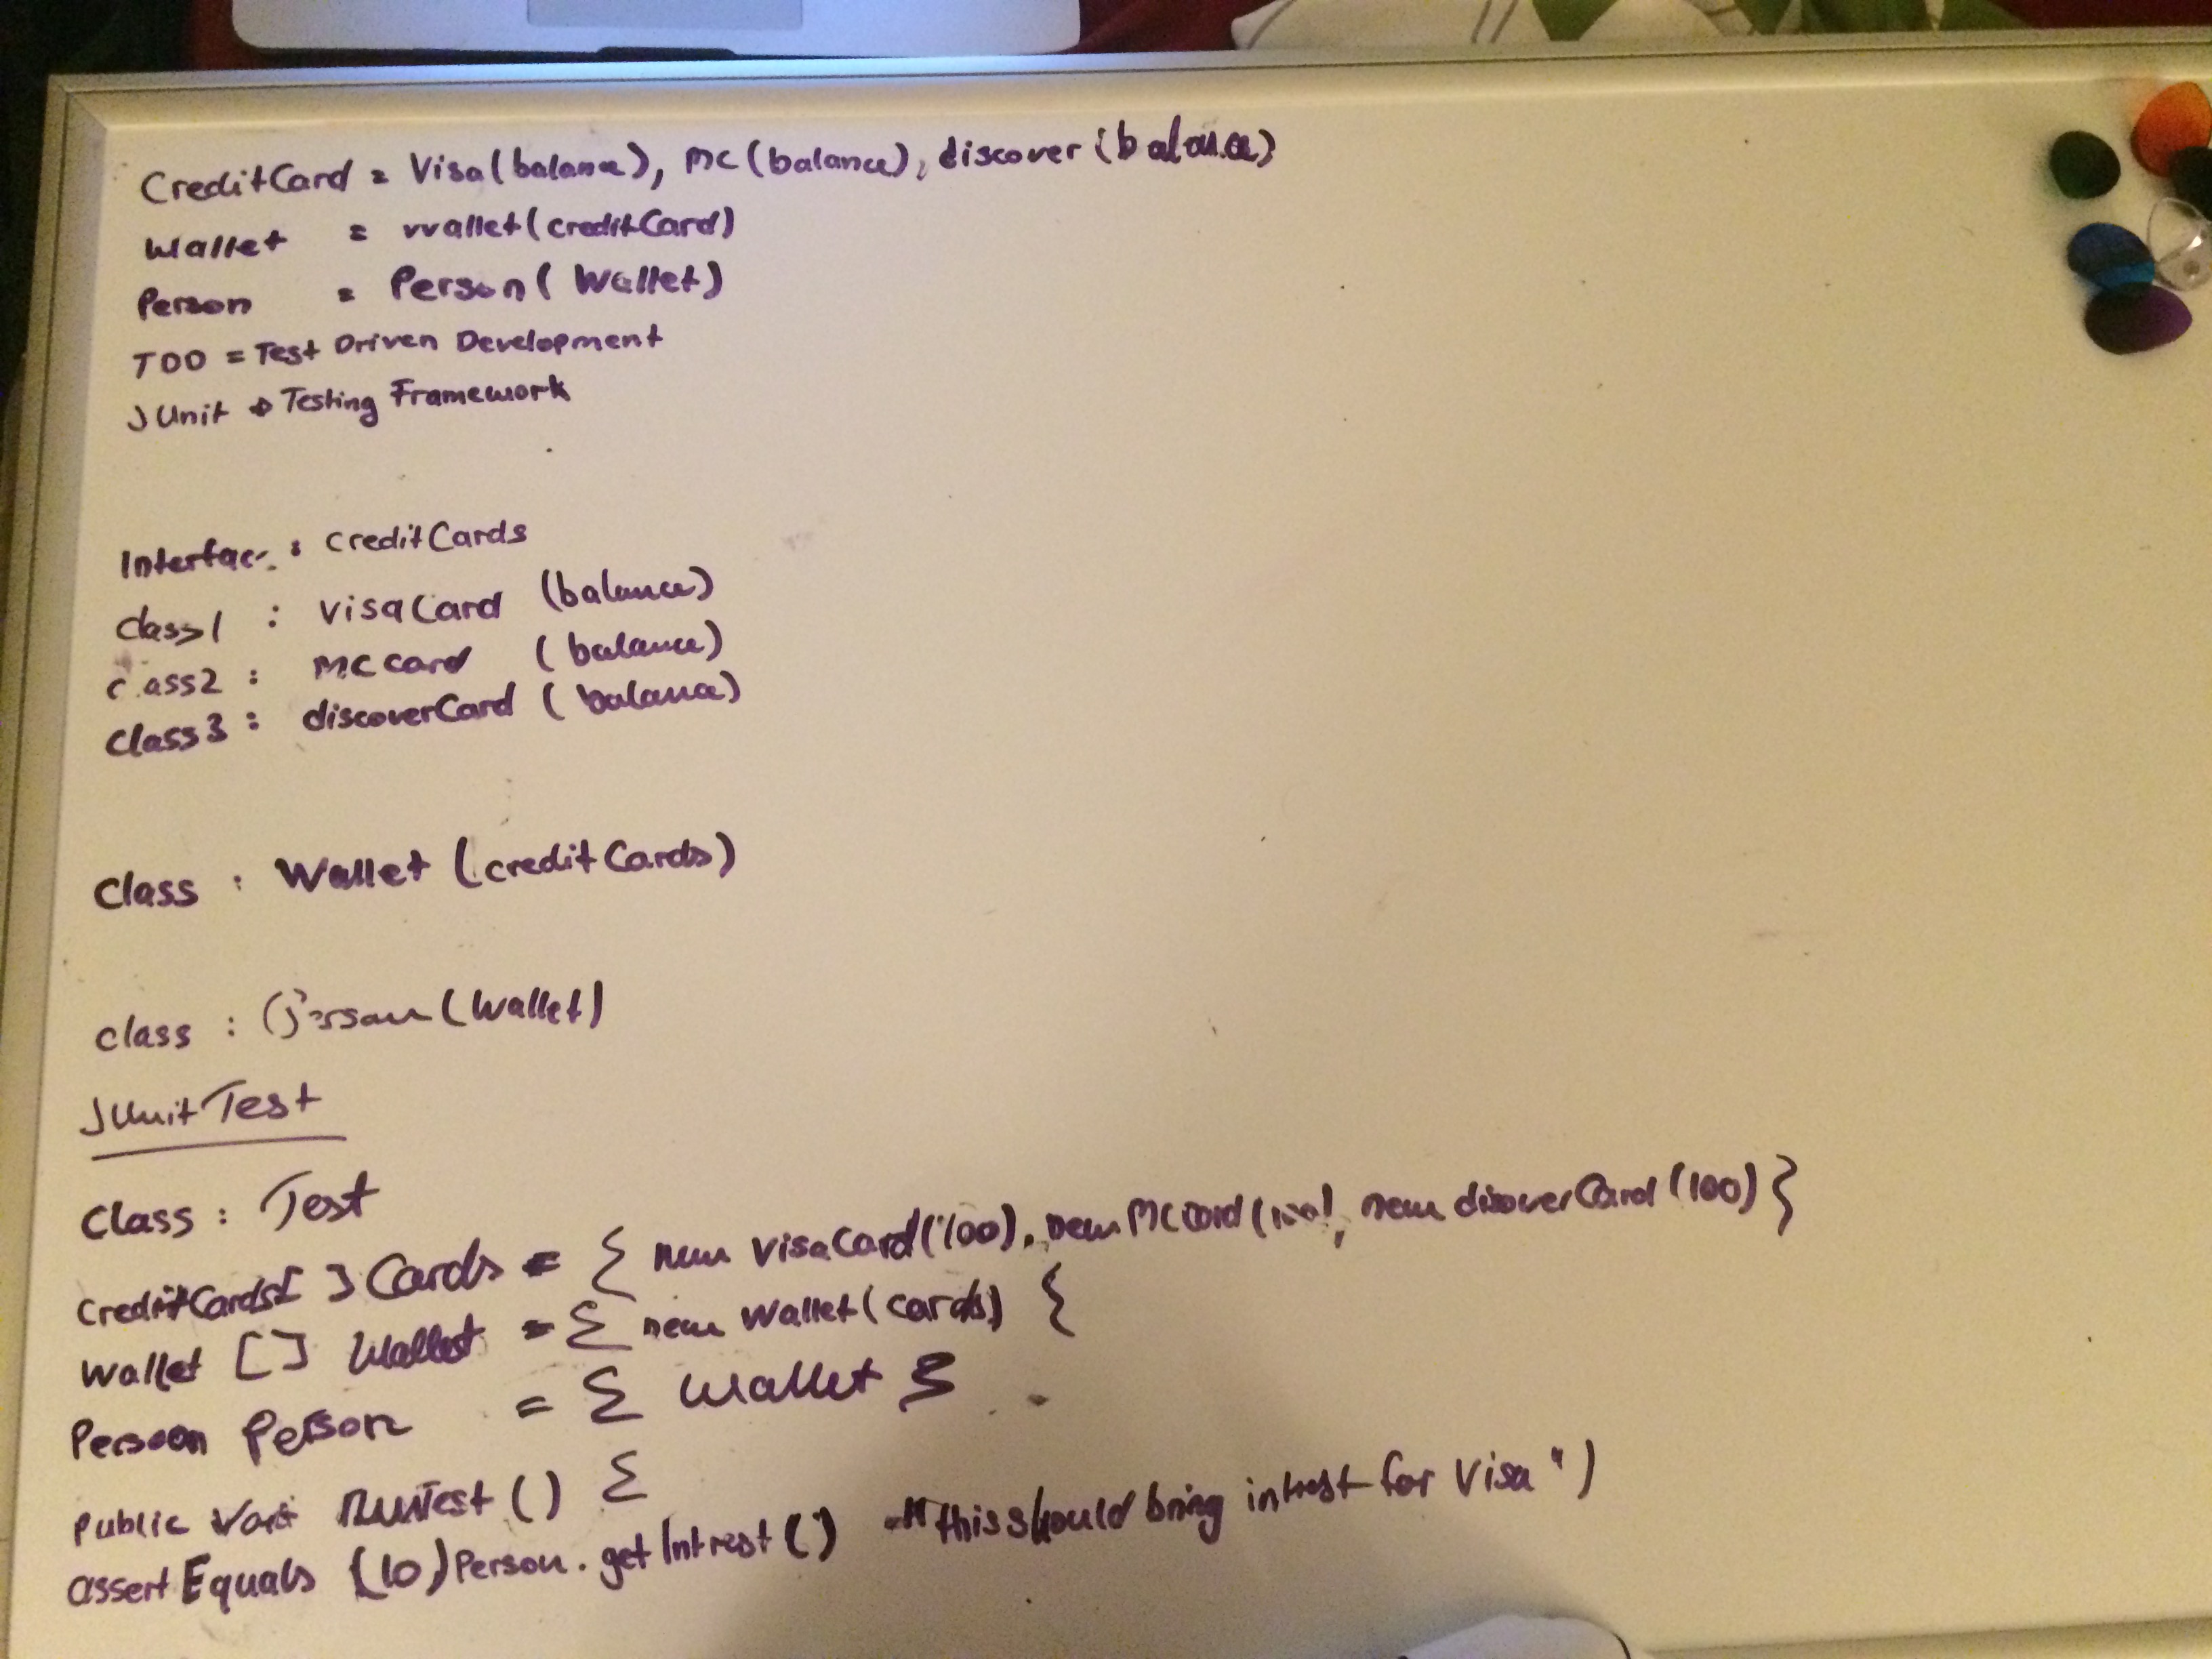 CreditCard = Visa(balance), MC(balance), discover(balance)
Wallet = wallet(creditCard)
Person = Person(Wallet)
TDD = Test Driven Development
JUnit → Testing Framework
Interface : creditCards
class1 : visaCard (balance)
class2 : MCcard (balance)
class3 : discoverCard (balance)
Class : Wallet (creditCards)
class : Person(Wallet)
JUnitTest
Class : Test
CreditCards[ ] Cards = { new visaCard(100), new MCCard(100), new discoverCard(100) }
Wallet [ ] Wallet = { new Wallet(cards) {
Person Person = { Wallet }
public void RunTest () {
assertEquals (10) Person.getIntrest() "this should bring intrest for Visa")